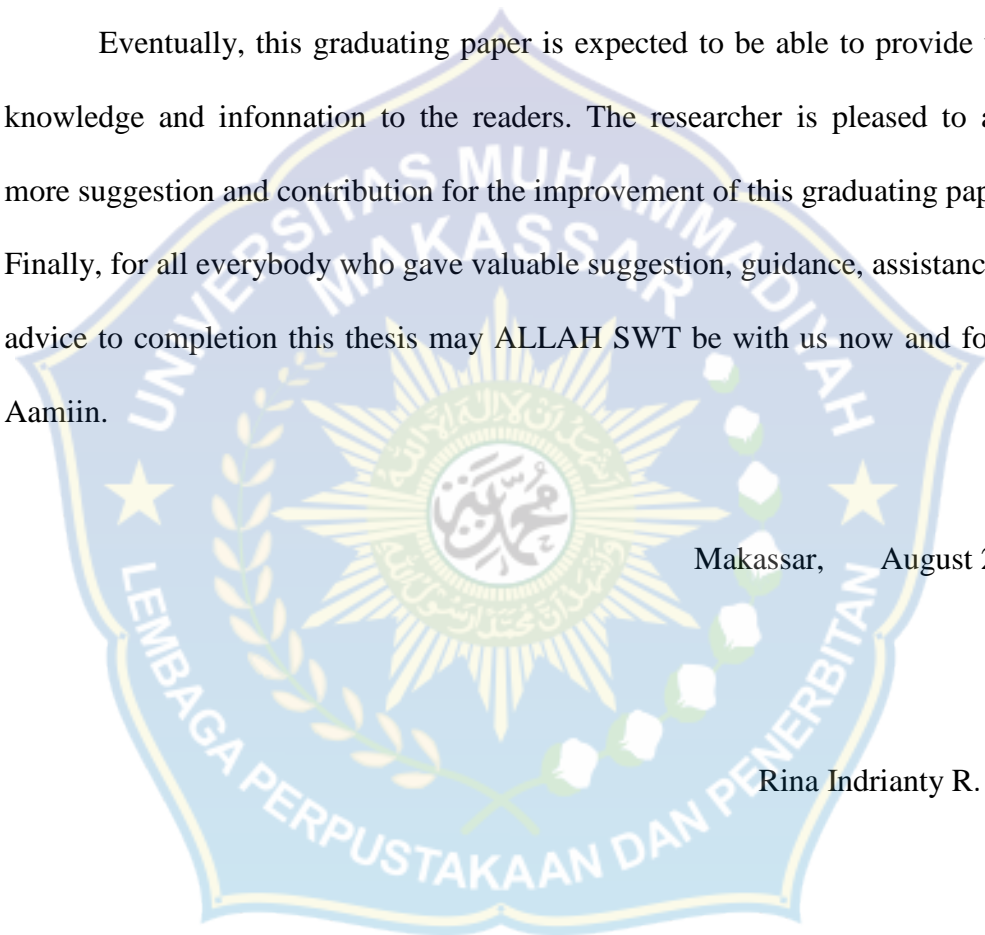 Eventually, this graduating paper is expected to be able to provide
knowledge and infonnation to the readers. The researcher is pleased to
more suggestion and contribution for the improvement of this graduating
Finally, for all everybody who gave valuable suggestion, guidance,
advice to completion this thesis may ALLAH SWT be with us now and
Aamiin.
Makassar, August
Rina Indrianty R.
UNIVERSITAS MUHAMMADIYAH
MAKASSAR
LEMBAGA PERPUSTAKAAN DAN PENERBITAN